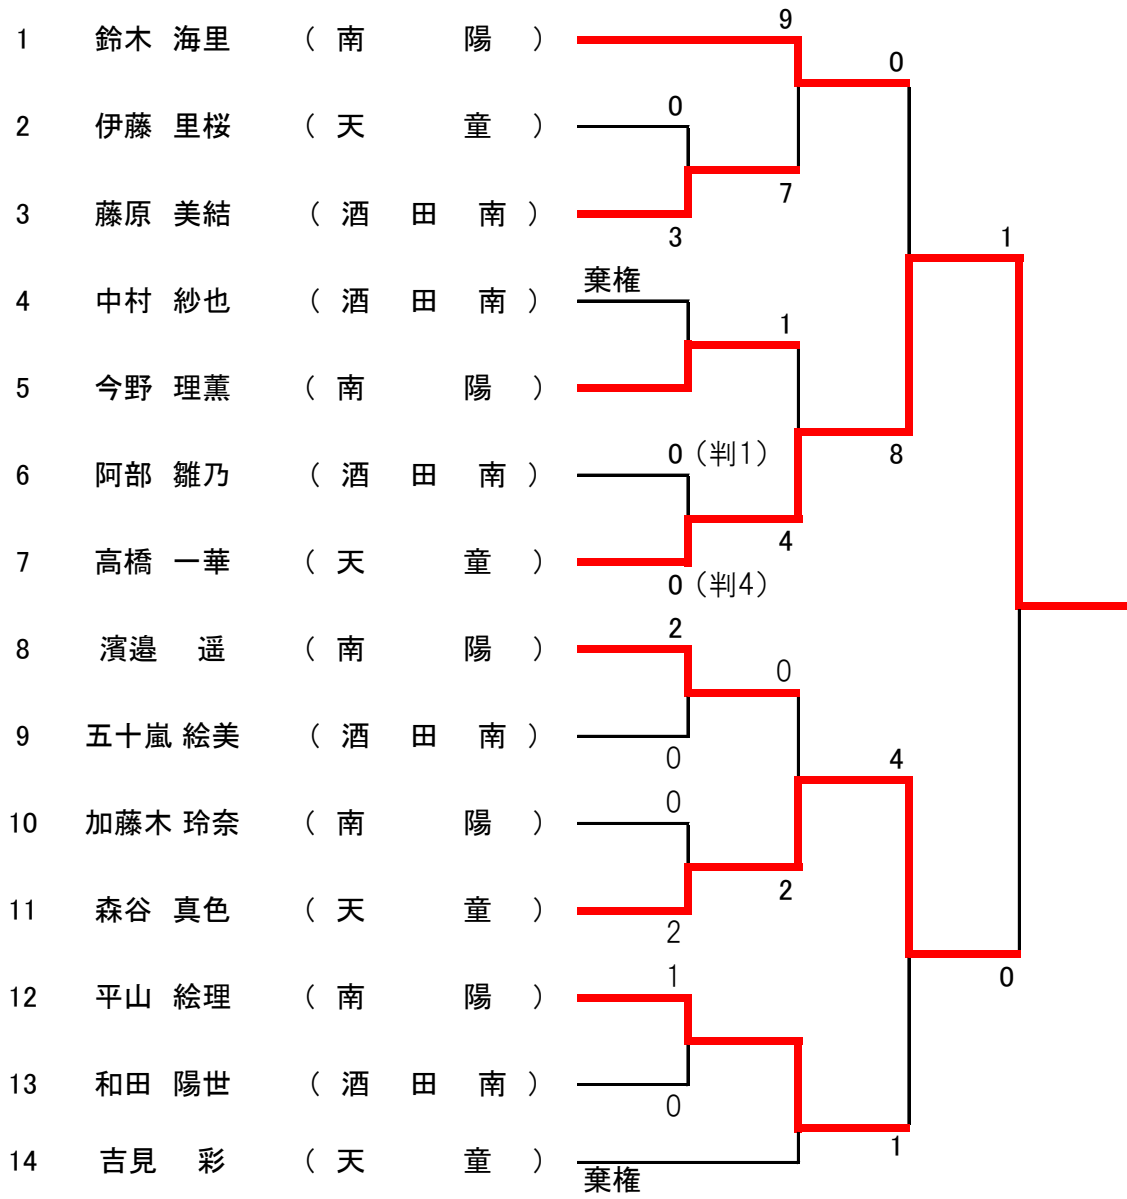 1 鈴木 海里 ( 南 陽 ) 9
0
2 伊藤 里桜 ( 天 童 ) 0
7
3 藤原 美結 ( 酒 田 南 ) 3
1
棄権
4 中村 紗也 ( 酒 田 南 )
1
5 今野 理薫 ( 南 陽 )
0 (判1) 8
6 阿部 雛乃 ( 酒 田 南 )
4
7 高橋 一華 ( 天 童 )
0 (判4)
2
8 濱邉 遥 ( 南 陽 )
0
9 五十嵐 絵美 ( 酒 田 南 )
0 4
0
10 加藤木 玲奈 ( 南 陽 )
2
11 森谷 真色 ( 天 童 )
2
1 0
12 平山 絵理 ( 南 陽 )
13 和田 陽世 ( 酒 田 南 )
0
1
14 吉見 彩 ( 天 童 )
棄権